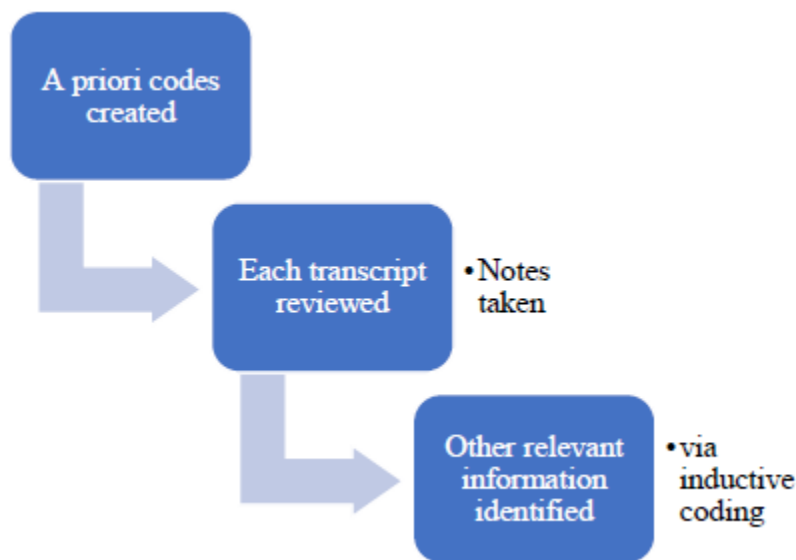 A priori codes
created
Each transcript
reviewed
•Notes
taken
Other relevant
information
identified
•via
inductive
coding